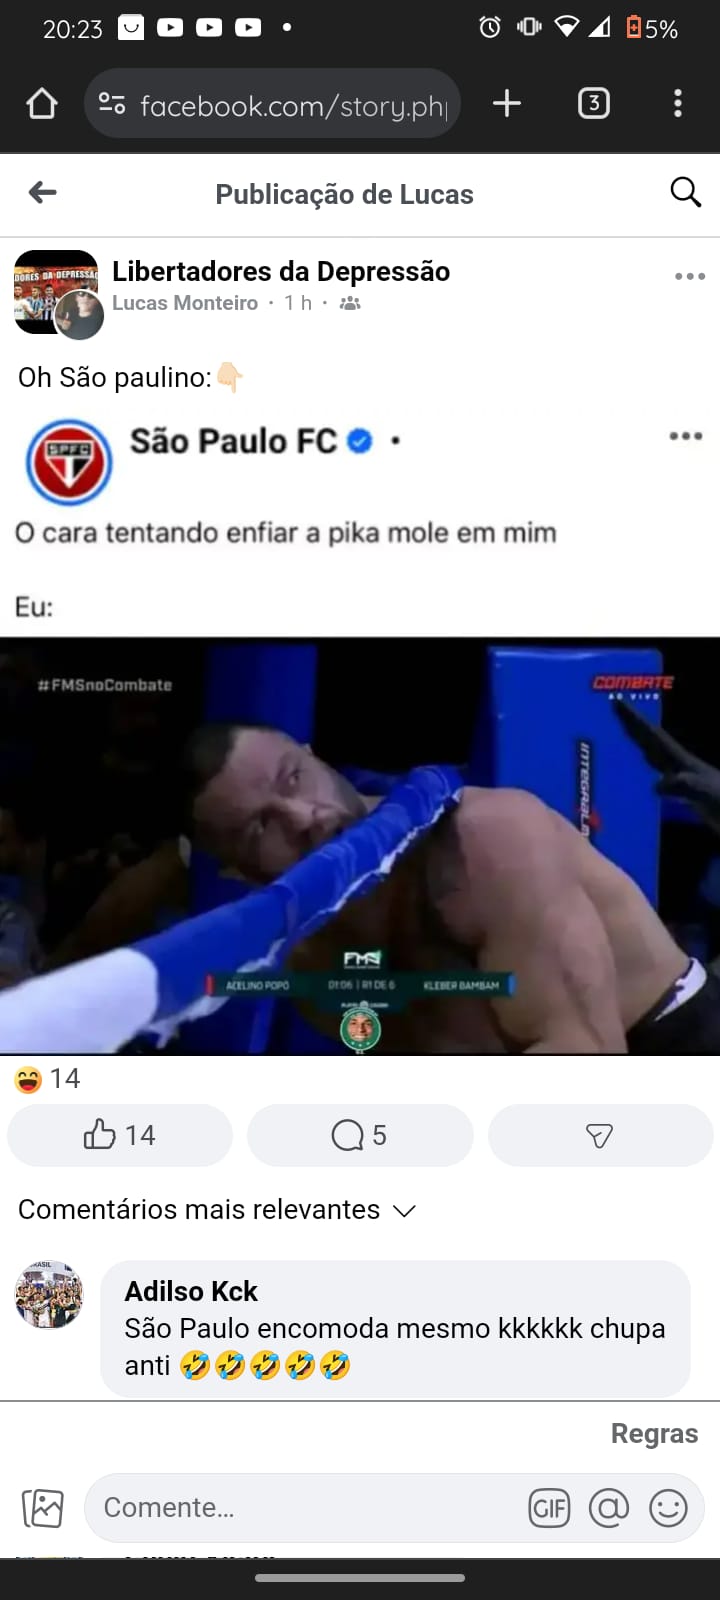 20:23
5%
facebook.com/story.ph
3
Publicação de Lucas
DORES DA DEPRESSÃO
Libertadores da Depressão
Lucas Monteiro · 1 h ·
Oh São paulino:👇🏻
SPFC
São Paulo FC •
O cara tentando enfiar a pika mole em mim
Eu:
#FMSnoCombate
COMBATE
AO VIVO
FMS
ACELINO POPÓ 01:06 | R1 DE 6 KLEBER BAMBAM
😄 14
14 5
Comentários mais relevantes
Adilso Kck
São Paulo encomoda mesmo kkkkkk chupa
anti 🤣🤣🤣🤣🤣
Regras
Comente...
GIF @